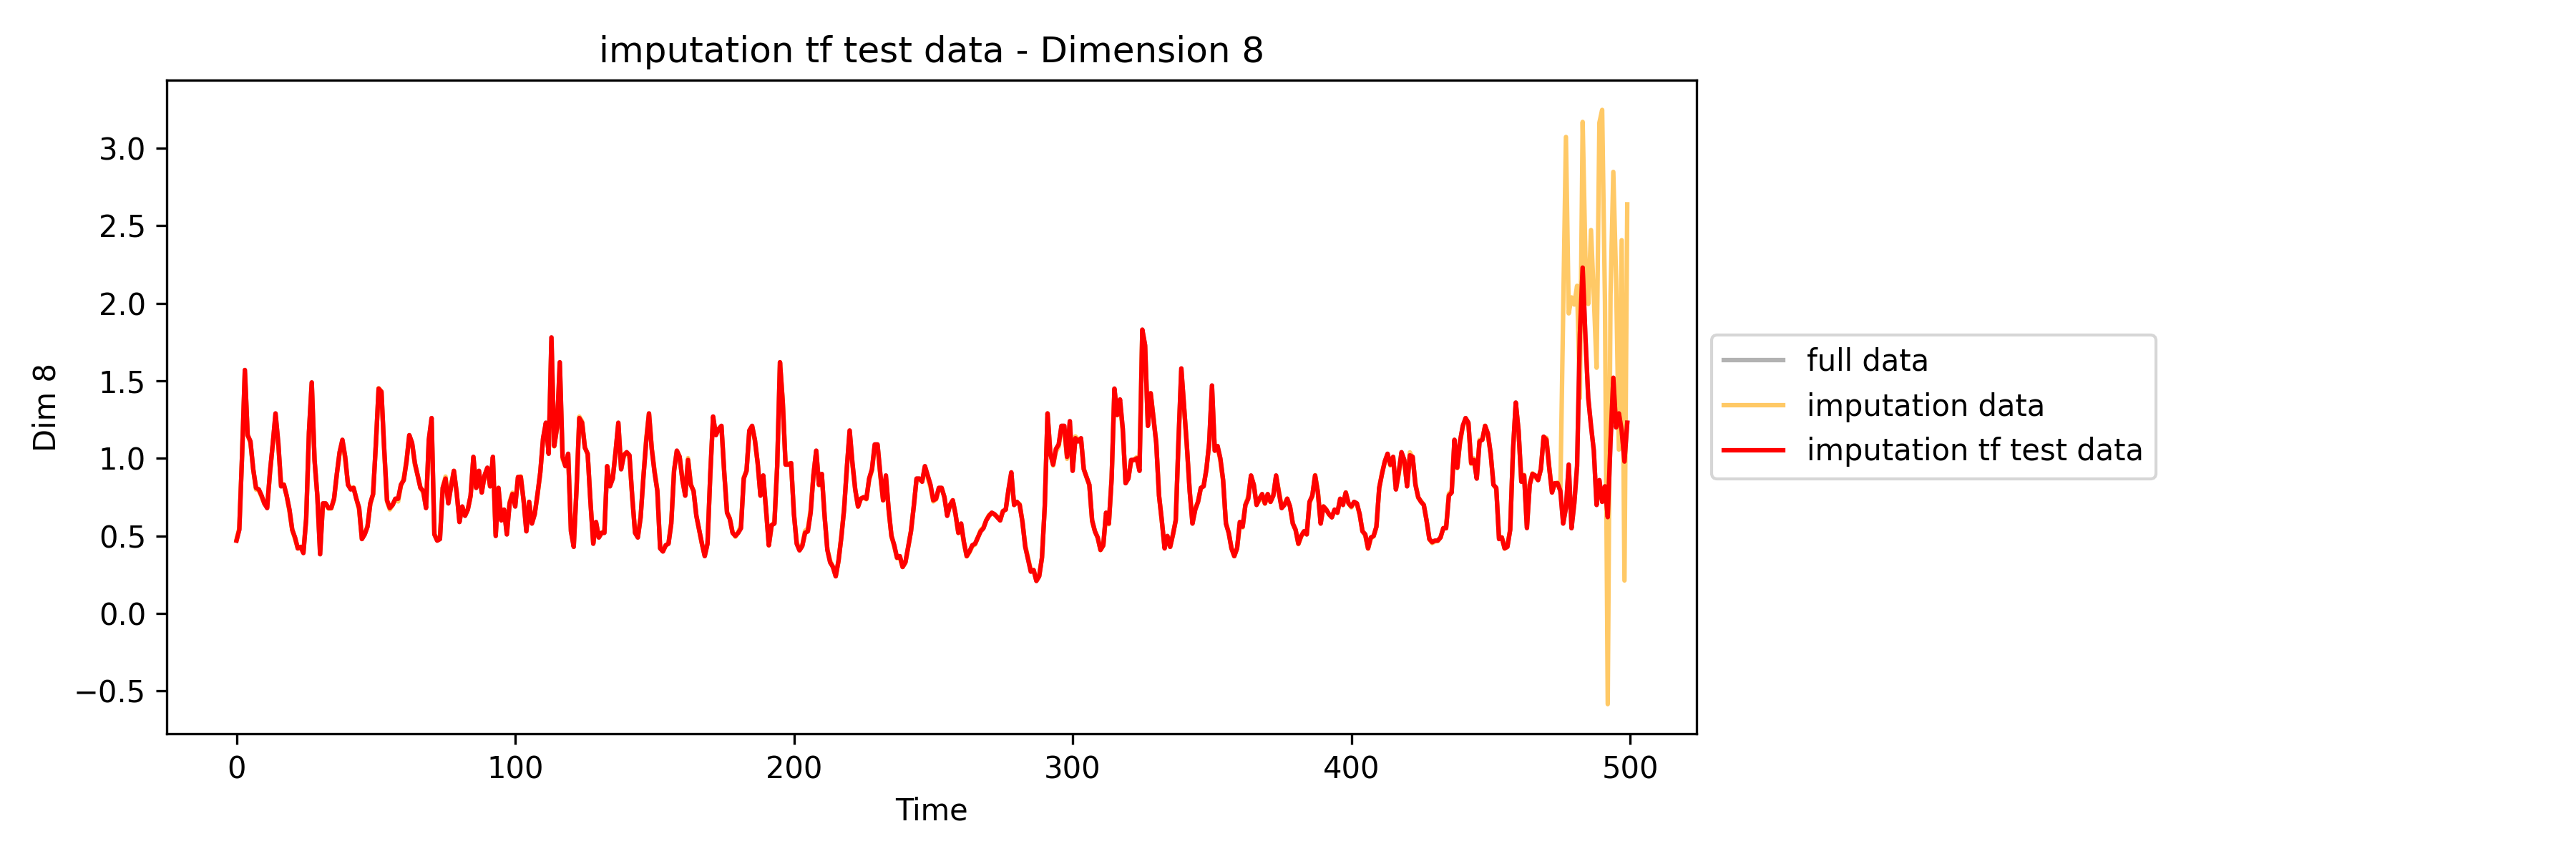 imputation tf test data - Dimension 8
3.0
2.5
2.0
1.5
1.0
0.5
0.0
−0.5
Dim 8
0 100 200 300 400 500
Time
full data
imputation data
imputation tf test data